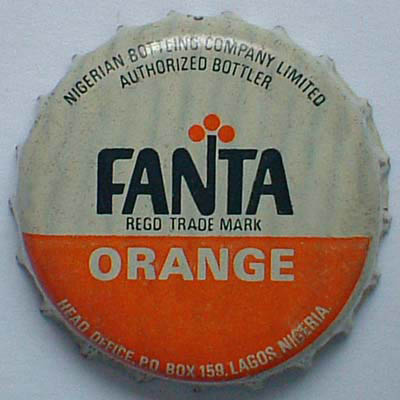 NIGERIAN BOTTLING COMPANY LIMITED
AUTHORIZED BOTTLER
FANTA
REGD TRADE MARK
ORANGE
HEAD OFFICE, P.O. BOX 159, LAGOS NIGERIA.